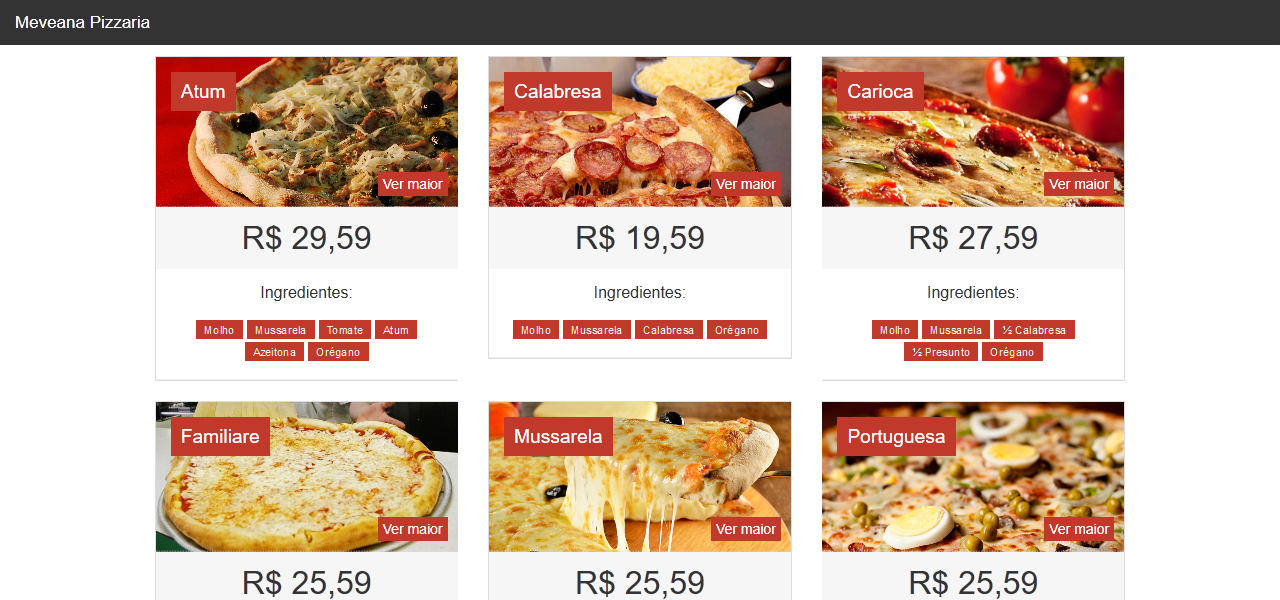 Meveana Pizzaria
Atum
Ver maior
R$ 29,59
Ingredientes:
Molho Mussarela Tomate Atum
Azeitona Orégano
Calabresa
Ver maior
R$ 19,59
Ingredientes:
Molho Mussarela Calabresa Orégano
Carioca
Ver maior
R$ 27,59
Ingredientes:
Molho Mussarela ½ Calabresa
½ Presunto Orégano
Familiare
Ver maior
R$ 25,59
Mussarela
Ver maior
R$ 25,59
Portuguesa
Ver maior
R$ 25,59